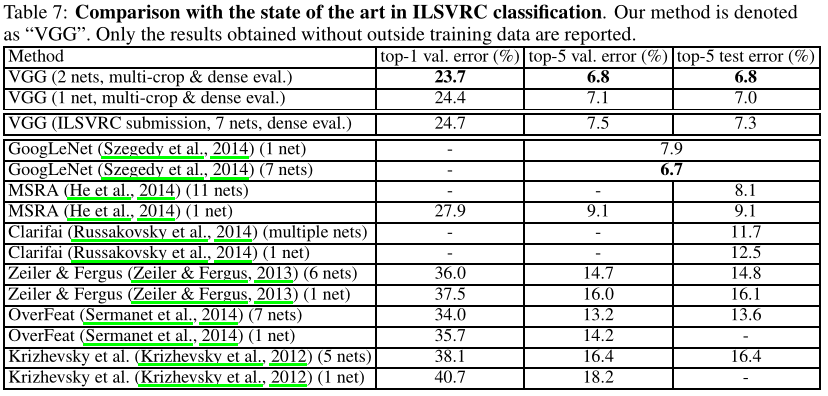 Table 7: Comparison with the state of the art in ILSVRC classification. Our method is denoted
as “VGG”. Only the results obtained without outside training data are reported.
Method top-1 val. error (%) top-5 val. error (%) top-5 test error (%)
VGG (2 nets, multi-crop & dense eval.) 23.7 6.8 6.8
VGG (1 net, multi-crop & dense eval.) 24.4 7.1 7.0
VGG (ILSVRC submission, 7 nets, dense eval.) 24.7 7.5 7.3
GoogLeNet (Szegedy et al., 2014) (1 net) - 7.9
GoogLeNet (Szegedy et al., 2014) (7 nets) - 6.7
MSRA (He et al., 2014) (11 nets) - - 8.1
MSRA (He et al., 2014) (1 net) 27.9 9.1 9.1
Clarifai (Russakovsky et al., 2014) (multiple nets) - - 11.7
Clarifai (Russakovsky et al., 2014) (1 net) - - 12.5
Zeiler & Fergus (Zeiler & Fergus, 2013) (6 nets) 36.0 14.7 14.8
Zeiler & Fergus (Zeiler & Fergus, 2013) (1 net) 37.5 16.0 16.1
OverFeat (Sermanet et al., 2014) (7 nets) 34.0 13.2 13.6
OverFeat (Sermanet et al., 2014) (1 net) 35.7 14.2 -
Krizhevsky et al. (Krizhevsky et al., 2012) (5 nets) 38.1 16.4 16.4
Krizhevsky et al. (Krizhevsky et al., 2012) (1 net) 40.7 18.2 -